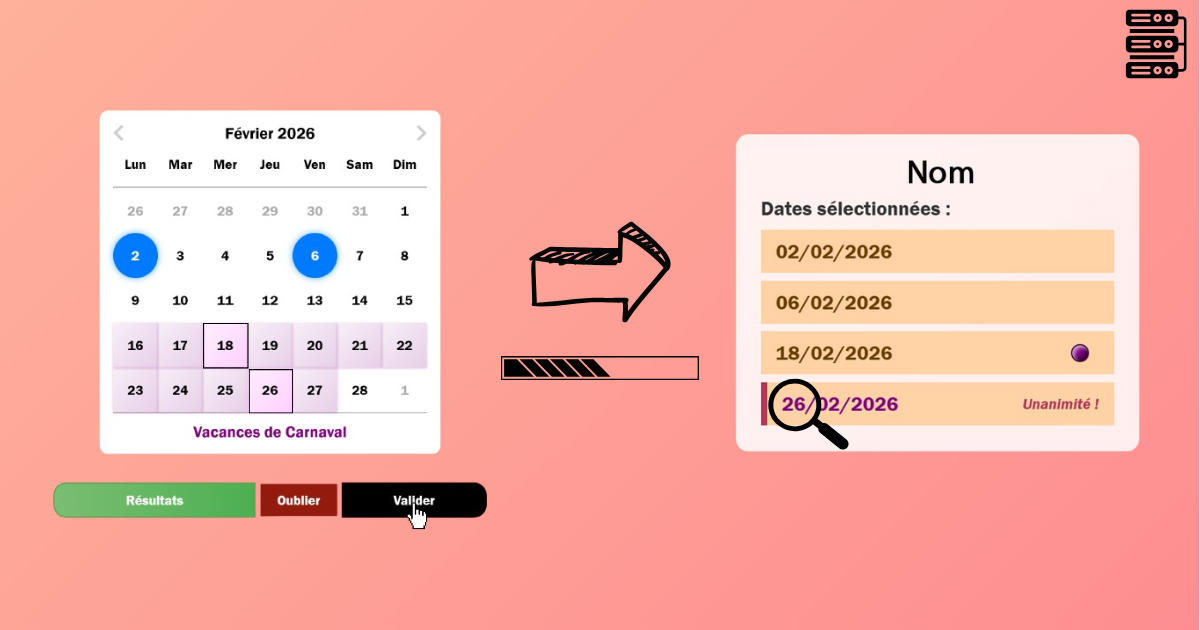 Février 2026
Lun Mar Mer Jeu Ven Sam Dim
26 27 28 29 30 31 1
2 3 4 5 6 7 8
9 10 11 12 13 14 15
16 17 18 19 20 21 22
23 24 25 26 27 28 1
Vacances de Carnaval
Résultats Oublier Valider
Nom
Dates sélectionnées :
02/02/2026
06/02/2026
18/02/2026
26/02/2026 Unanimité !